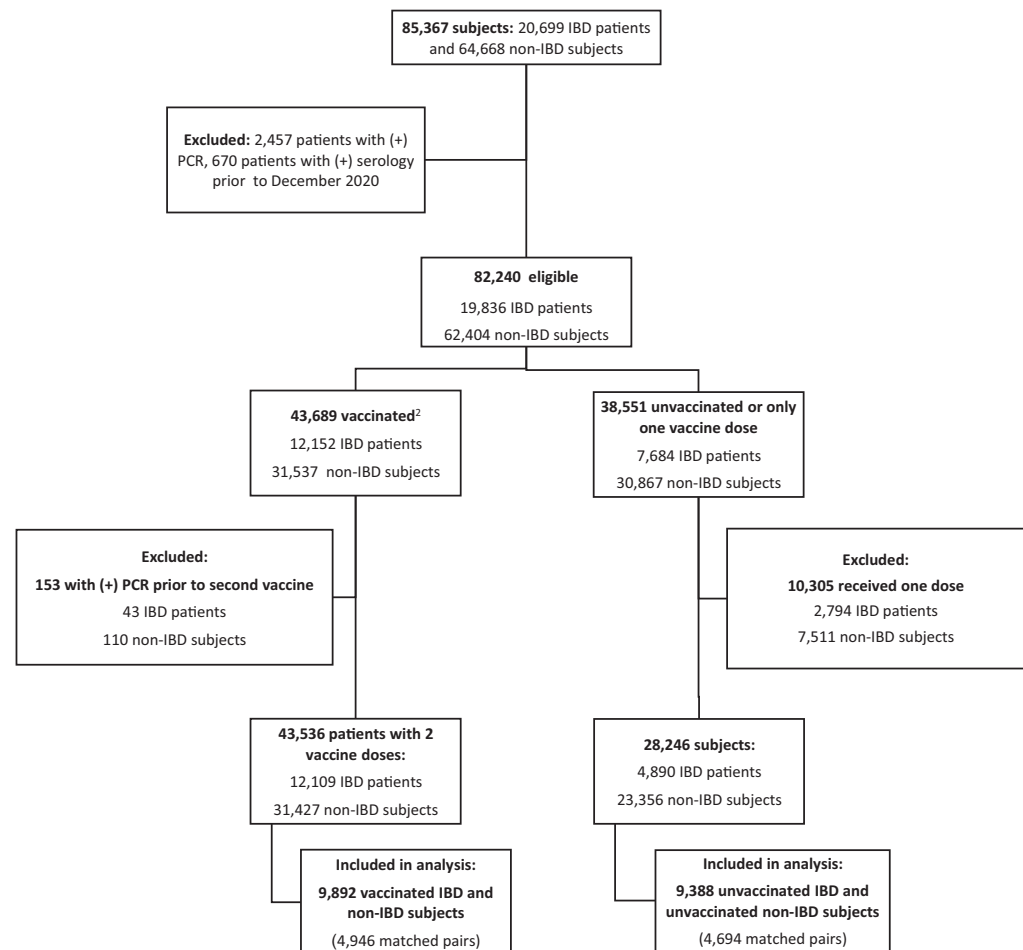 85,367 subjects: 20,699 IBD patients
and 64,668 non-IBD subjects
Excluded: 2,457 patients with (+)
PCR, 670 patients with (+) serology
prior to December 2020
82,240 eligible
19,836 IBD patients
62,404 non-IBD subjects
43,689 vaccinated2
12,152 IBD patients
31,537 non-IBD subjects
38,551 unvaccinated or only
one vaccine dose
7,684 IBD patients
30,867 non-IBD subjects
Excluded:
153 with (+) PCR prior to second vaccine
43 IBD patients
110 non-IBD subjects
Excluded:
10,305 received one dose
2,794 IBD patients
7,511 non-IBD subjects
43,536 patients with 2
vaccine doses:
12,109 IBD patients
31,427 non-IBD subjects
28,246 subjects:
4,890 IBD patients
23,356 non-IBD subjects
Included in analysis:
9,892 vaccinated IBD and
non-IBD subjects
(4,946 matched pairs)
Included in analysis:
9,388 unvaccinated IBD and
unvaccinated non-IBD subjects
(4,694 matched pairs)